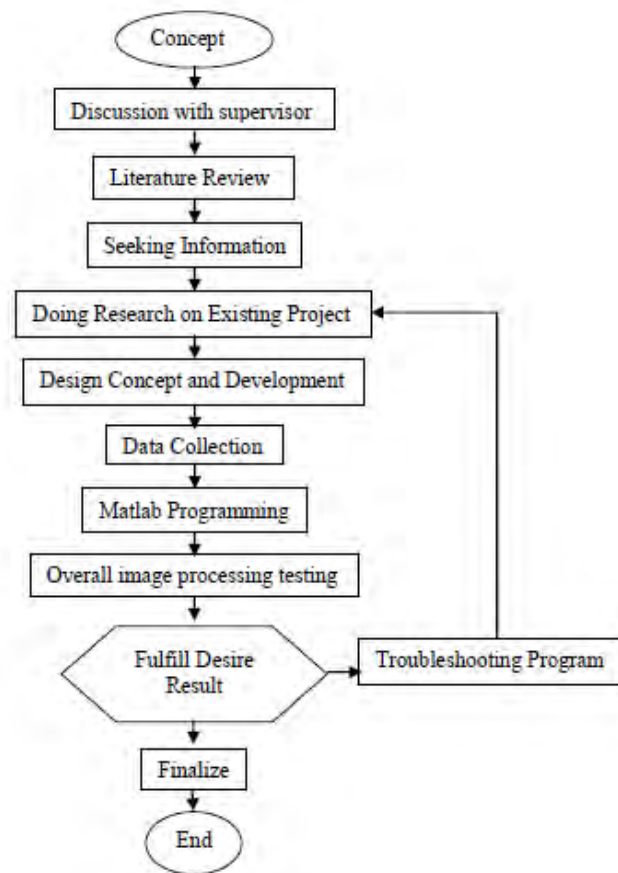 Concept
Discussion with supervisor
Literature Review
Seeking Information
Doing Research on Existing Project
Design Concept and Development
Data Collection
Matlab Programming
Overall image processing testing
Fulfill Desire
Result
Troubleshooting Program
Finalize
End